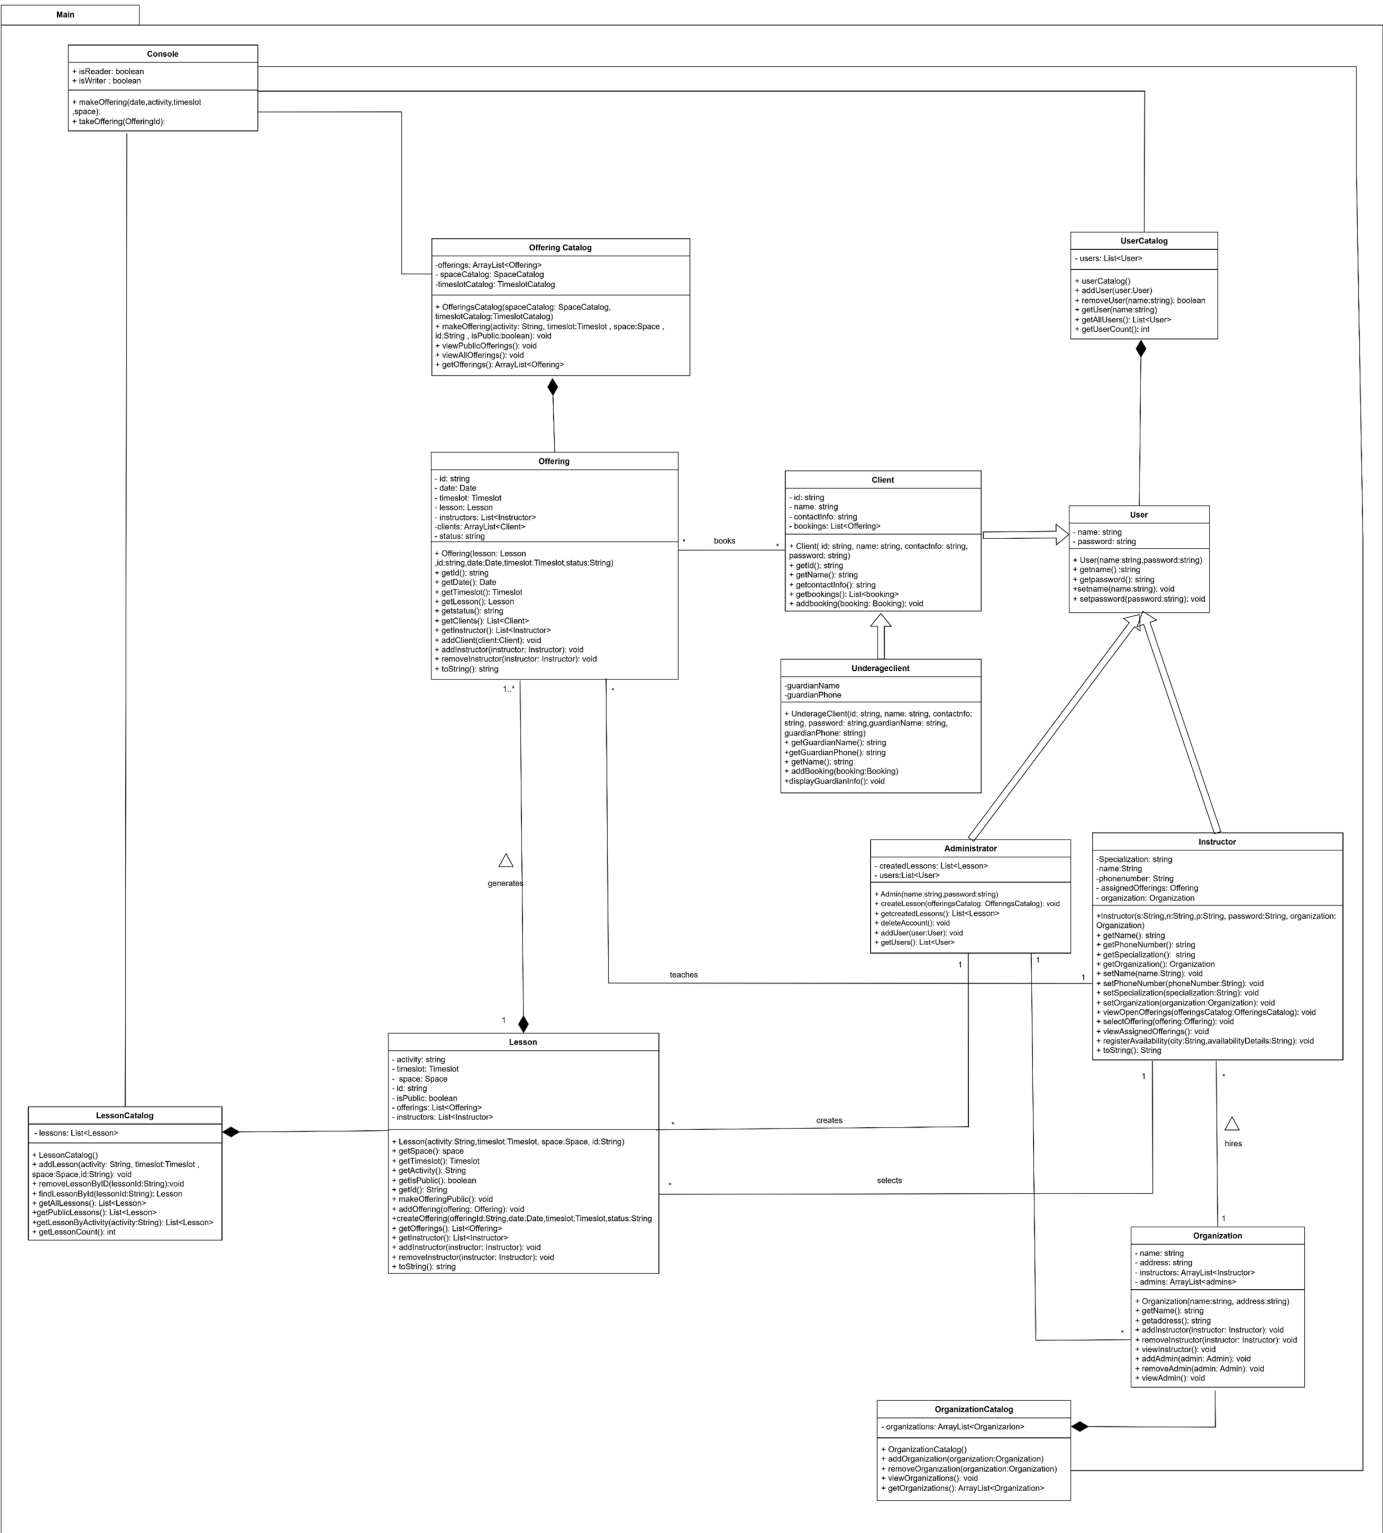 Main
Console
+ isReader: boolean
+ isWriter : boolean
+ makeOffering(date,activity,timeslot
,space):
+ takeOffering(OfferingId):
Offering Catalog
-offerings: ArrayList<Offering>
- spaceCatalog: SpaceCatalog
-timeslotCatalog: TimeslotCatalog
+ OfferingsCatalog(spaceCatalog: SpaceCatalog,
timeslotCatalog:TimeslotCatalog)
+ makeOffering(activity: String, timeslot:Timeslot , space:Space ,
id:String , isPublic:boolean): void
+ viewPublicOfferings(): void
+ viewAllOfferings(): void
+ getOfferings(): ArrayList<Offering>
UserCatalog
- users: List<User>
+ userCatalog()
+ addUser(user:User)
+ removeUser(name:string): boolean
+ getUser(name:string)
+ getAllUsers(): List<User>
+ getUserCount(): int
Offering
- id: string
- date: Date
- timeslot: Timeslot
- lesson: Lesson
- instructors: List<Instructor>
-clients: ArrayList<Client>
- status: string
+ Offering(lesson: Lesson
,id:string,date:Date,timeslot:Timeslot,status:String)
+ getId(): string
+ getDate(): Date
+ getTimeslot(): Timeslot
+ getLesson(): Lesson
+ getstatus(): string
+ getClients(): List<Client>
+ getInstructor(): List<Instructor>
+ addClient(client:Client): void
+ addInstructor(instructor: Instructor): void
+ removeInstructor(instructor: Instructor): void
+ toString(): string
* books *
Client
- id: string
- name: string
- contactInfo: string
- bookings: List<Offering>
+ Client( id: string, name: string, contactInfo: string,
password: string)
+ getId(): string
+ getName(): string
+ getcontactInfo(): string
+ getbookings(): List<booking>
+ addbooking(booking: Booking): void
User
- name: string
- password: string
+ User(name:string,password:string)
+ getname() :string
+ getpassword(): string
+setname(name:string): void
+ setpassword(password:string): void
Underageclient
-guardianName
-guardianPhone
+ UnderageClient(id: string, name: string, contactnfo:
string, password: string,guardianName: string,
guardianPhone: string)
+ getGuardianName(): string
+getGuardianPhone(): string
+ getName(): string
+ addBooking(booking:Booking)
+displayGuardianInfo(): void
1..*
*
generates
Administrator
- createdLessons: List<Lesson>
- users:List<User>
+ Admin(name:string,password:string)
+ createLesson(offeringsCatalog: OfferingsCatalog): void
+ getcreatedLessons(): List<Lesson>
+ deleteAccount(): void
+ addUser(user:User): void
+ getUsers(): List<User>
Instructor
-Specialization: string
-name:String
-phonenumber: String
- assignedOfferings: Offering
- organization: Organization
+Instructor(s:String,n:String,p:String, password:String, organization:
Organization)
+ getName(): string
+ getPhoneNumber(): string
+ getSpecialization(): string
+ getOrganization(): Organization
+ setName(name:String): void
+ setPhoneNumber(phoneNumber:String): void
+ setSpecialization(specialization:String): void
+ setOrganization(organization:Organization): void
+ viewOpenOfferings(offeringsCatalog:OfferingsCatalog): void
+ selectOffering(offering:Offering): void
+ viewAssignedOfferings(): void
+ registerAvailability(city:String,availabilityDetails:String): void
+ toString(): String
1
1
teaches
1
1
Lesson
- activity: string
- timeslot: Timeslot
- space: Space
- id: string
- isPublic: boolean
- offerings: List<Offering>
- instructors: List<Instructor>
+ Lesson(activity:String,timeslot:Timeslot, space:Space, id:String)
+ getSpace(): space
+ getTimeslot(): Timeslot
+ getActivity(): String
+ getIsPublic(): boolean
+ getId(): String
+ makeOfferingPublic(): void
+ addOffering(offering: Offering): void
+createOffering(offeringId:String,date:Date,timeslot:Timeslot,status:String
+ getOfferings(): List<Offering>
+ getInstructor(): List<Instructor>
+ addInstructor(instructor: Instructor): void
+ removeInstructor(instructor: Instructor): void
+ toString(): string
1
*
LessonCatalog
- lessons: List<Lesson>
+ LessonCatalog()
+ addLesson(activity: String, timeslot:Timeslot ,
space:Space,id:String): void
+ removeLessonByID(lessonId:String):void
+ findLessonById(lessonId:String): Lesson
+ getAllLessons(): List<Lesson>
+getPublicLessons(): List<Lesson>
+getLessonByActivity(activity:String): List<Lesson>
+ getLessonCount(): int
* creates
hires
* selects
1
Organization
- name: string
- address: string
- instructors: ArrayList<Instructor>
- admins: ArrayList<admins>
+ Organization(name:string, address:string)
+ getName(): string
+ getaddress(): string
+ addInstructor(instructor: Instructor): void
+ removeInstructor(instructor: Instructor): void
+ viewInstructor(): void
+ addAdmin(admin: Admin): void
+ removeAdmin(admin: Admin): void
+ viewAdmin(): void
*
OrganizationCatalog
- organizations: ArrayList<Organizarion>
+ OrganizationCatalog()
+ addOrganization(organization:Organization)
+ removeOrganization(organization:Organization)
+ viewOrganizations(): void
+ getOrganizations(): ArrayList<Organization>